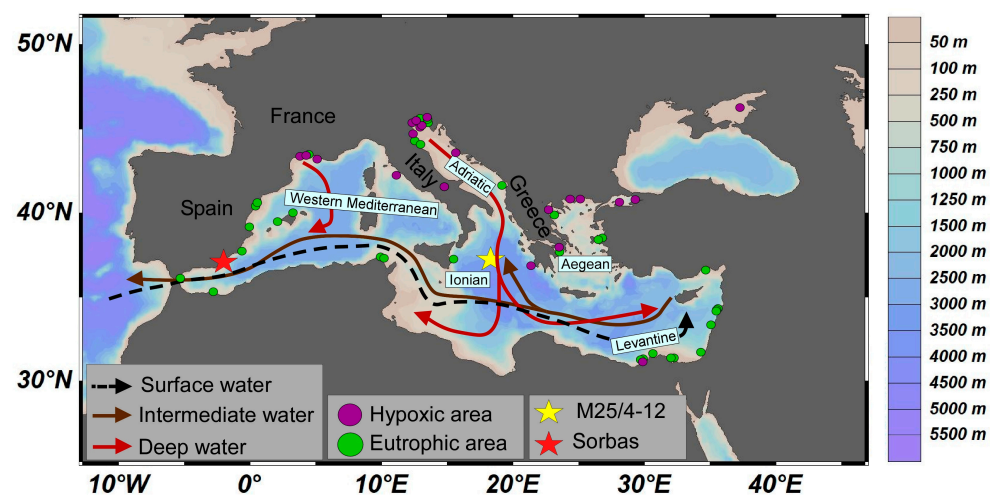 50°N
40°N
30°N
10°W
0°
10°E
20°E
30°E
40°E
France
Spain
Italy
Greece
Adriatic
Western Mediterranean
Ionian
Aegean
Levantine
Surface water
Intermediate water
Deep water
Hypoxic area
Eutrophic area
M25/4-12
Sorbas
50 m
100 m
250 m
500 m
750 m
1000 m
1250 m
1500 m
2000 m
2500 m
3000 m
3500 m
4000 m
4500 m
5000 m
5500 m